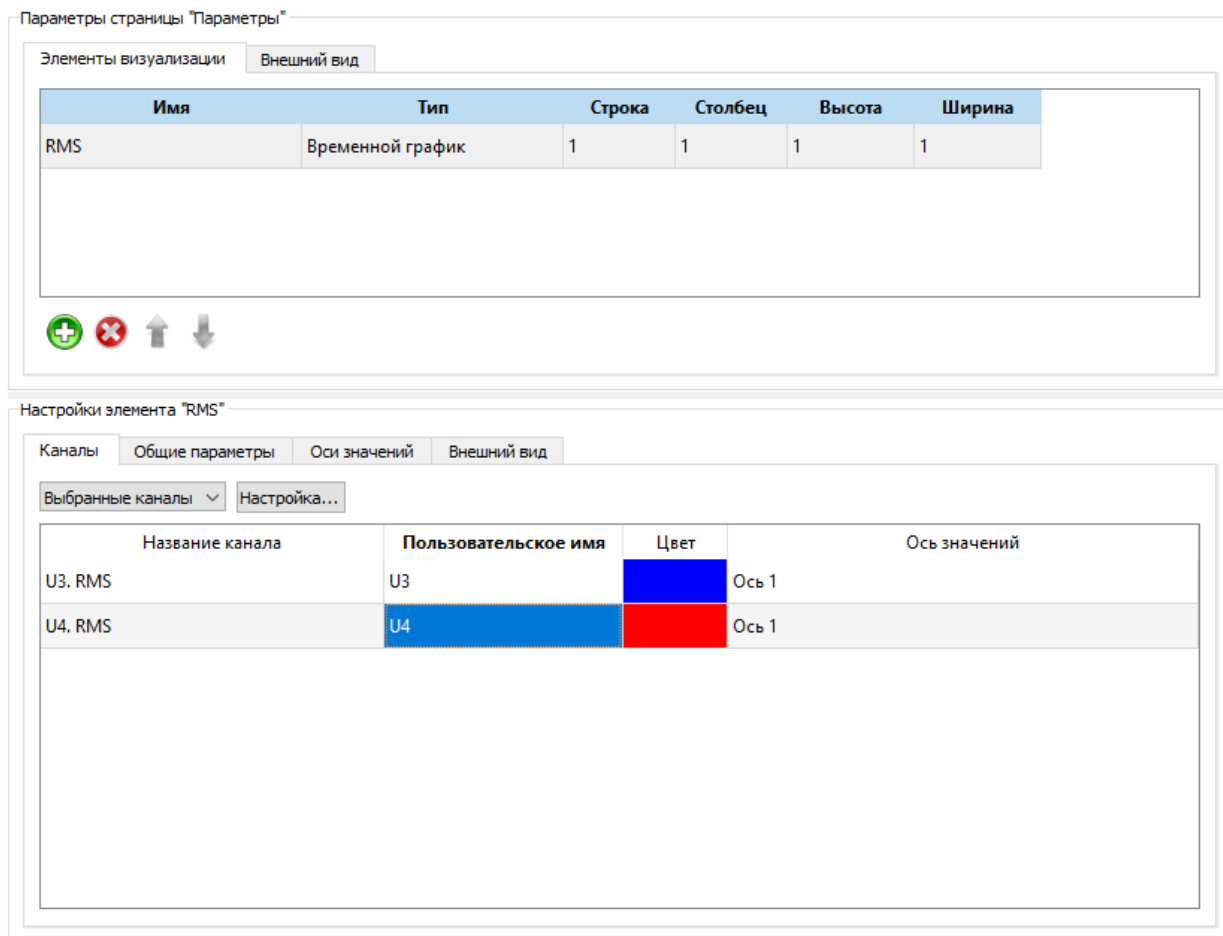 Параметры страницы "Параметры"
Элементы визуализации Внешний вид
Имя Тип Строка Столбец Высота Ширина
RMS Временной график 1 1 1 1
Настройки элемента "RMS"
Каналы Общие параметры Оси значений Внешний вид
Выбранные каналы Настройка...
Название канала Пользовательское имя Цвет Ось значений
U3. RMS U3 Ось 1
U4. RMS U4 Ось 1